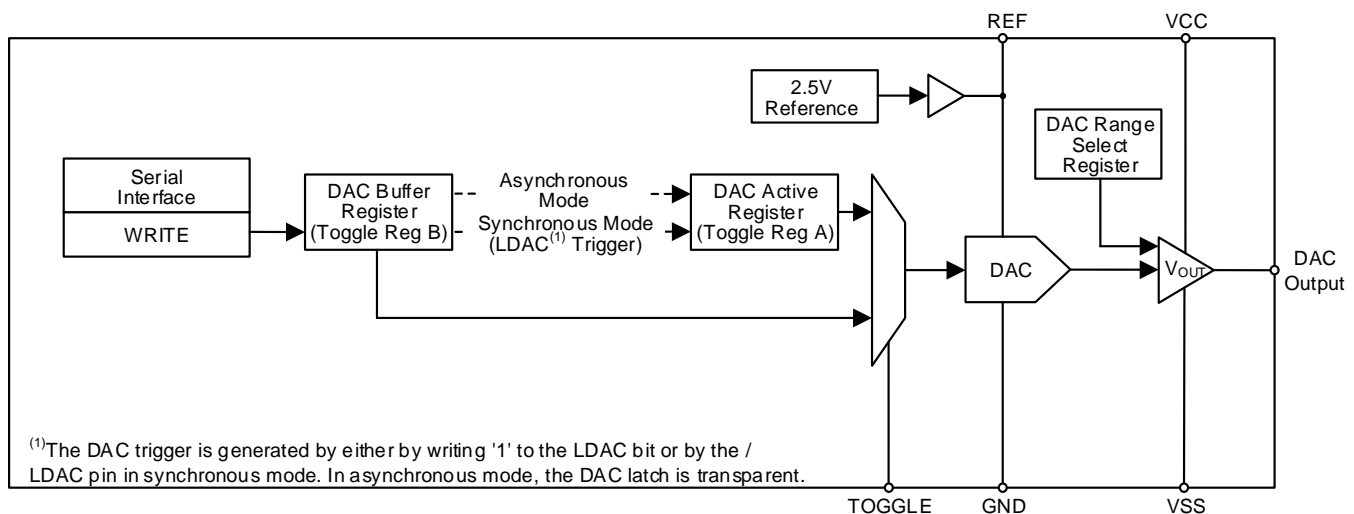 REF
VCC
2.5V
Reference
DAC Range
Select
Register
Serial
Interface
WRITE
DAC Buffer
Register
(Toggle Reg B)
Asynchronous
Mode
Synchronous Mode
(LDAC(1) Trigger)
DAC Active
Register
(Toggle Reg A)
DAC
VOUT
DAC
Output
(1)The DAC trigger is generated by either by writing '1' to the LDAC bit or by the /
LDAC pin in synchronous mode. In asynchronous mode, the DAC latch is transparent.
TOGGLE
GND
VSS